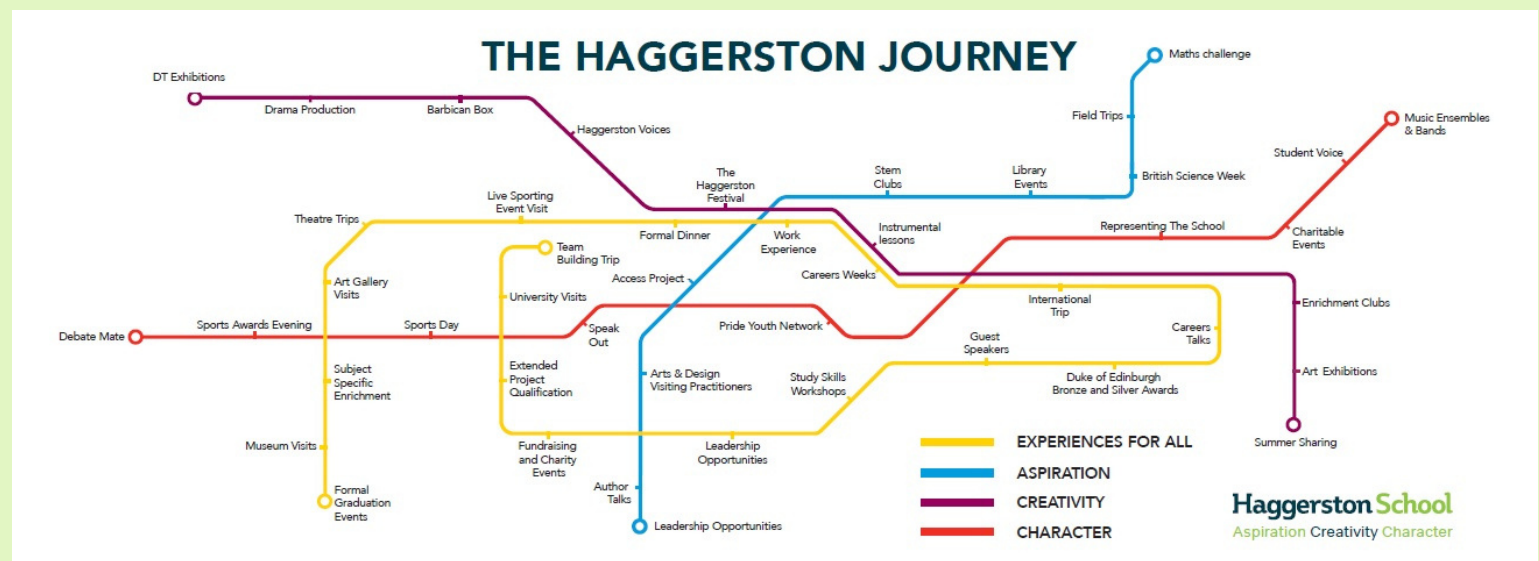 THE HAGGERSTON JOURNEY
DT Exhibitions
Drama Production
Barbican Box
Haggerston Voices
The
Haggerston
Festival
Stem
Clubs
Library
Events
Maths challenge
Field Trips
British Science Week
Music Ensembles
& Bands
Student Voice
Charitable
Events
Representing The School
Instrumental
lessons
Live Sporting
Event Visit
Theatre Trips
Formal Dinner
Work
Experience
Careers Weeks
Team
Building Trip
Access Project
University Visits
Art Gallery
Visits
International
Trip
Enrichment Clubs
Debate Mate
Sports Awards Evening
Sports Day
Speak
Out
Pride Youth Network
Guest
Speakers
Careers
Talks
Subject
Specific
Enrichment
Extended
Project
Qualification
Arts & Design
Visiting Practitioners
Study Skills
Workshops
Duke of Edinburgh
Bronze and Silver Awards
Art Exhibitions
Museum Visits
Fundraising
and Charity
Events
Leadership
Opportunities
Summer Sharing
Formal
Graduation
Events
Author
Talks
Leadership Opportunities
EXPERIENCES FOR ALL
ASPIRATION
CREATIVITY
CHARACTER
Haggerston School
Aspiration Creativity Character